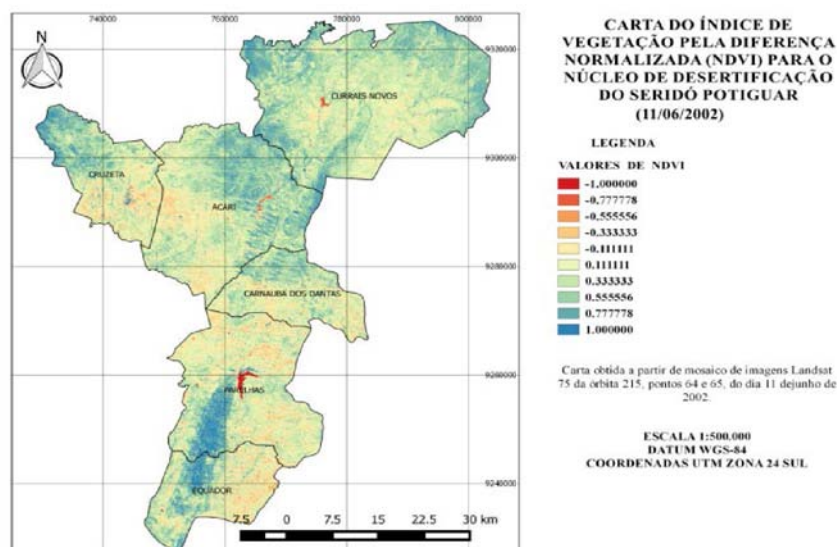 740000
760000
780000
800000
N
9320000
9300000
9280000
9260000
9240000
CURRAIS NOVOS
CRUZETA
ACARI
CARNAUBA DOS DANTAS
PARELHAS
EQUADOR
7.5 0 7.5 15 22.5 30 km
CARTA DO ÍNDICE DE
VEGETAÇÃO PELA DIFERENÇA
NORMALIZADA (NDVI) PARA O
NÚCLEO DE DESERTIFICAÇÃO
DO SERIDÓ POTIGUAR
(11/06/2002)
LEGENDA
VALORES DE NDVI
-1.000000
-0.777778
-0.555556
-0.333333
-0.111111
0.111111
0.333333
0.555556
0.777778
1.000000
Carta obtida a partir de mosaico de imagens Landsat
75 da órbita 215, pontos 64 e 65, do dia 11 dejunho de
2002.
ESCALA 1:500.000
DATUM WGS-84
COORDENADAS UTM ZONA 24 SUL